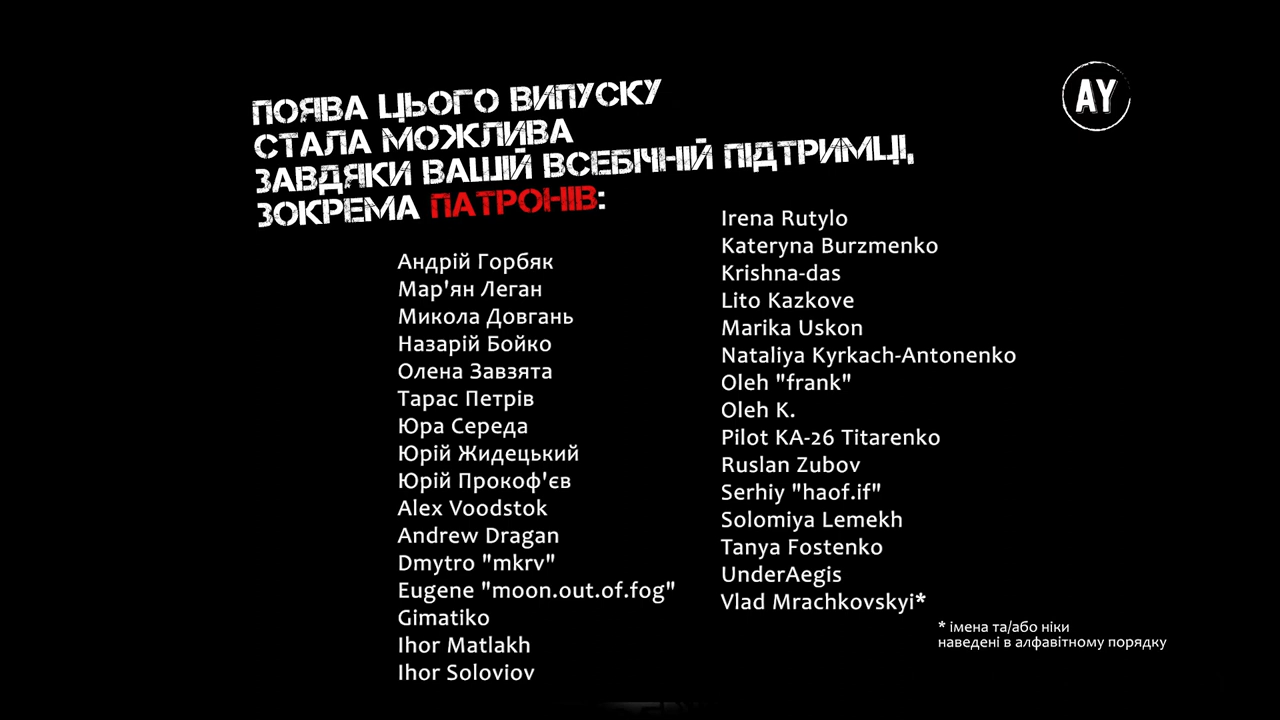 ПОЯВА ЦЬОГО ВИПУСКУ
СТАЛА МОЖЛИВА
ЗАВДЯКИ ВАШІЙ ВСЕБІЧНІЙ ПІДТРИМЦІ,
ЗОКРЕМА ПАТРОНІВ:
АУ
Андрій Горбяк
Мар'ян Леган
Микола Довгань
Назарій Бойко
Олена Завзята
Тарас Петрів
Юра Середа
Юрій Жидецький
Юрій Прокоф'єв
Alex Voodstok
Andrew Dragan
Dmytro "mkrv"
Eugene "moon.out.of.fog"
Gimatiko
Ihor Matlakh
Ihor Soloviov
Irena Rutylo
Kateryna Burzmenko
Krishna-das
Lito Kazkove
Marika Uskon
Nataliya Kyrkach-Antonenko
Oleh "frank"
Oleh K.
Pilot KA-26 Titarenko
Ruslan Zubov
Serhiy "haof.if"
Solomiya Lemekh
Tanya Fostenko
UnderAegis
Vlad Mrachkovskyi*
* імена та/або ніки
наведені в алфавітному порядку